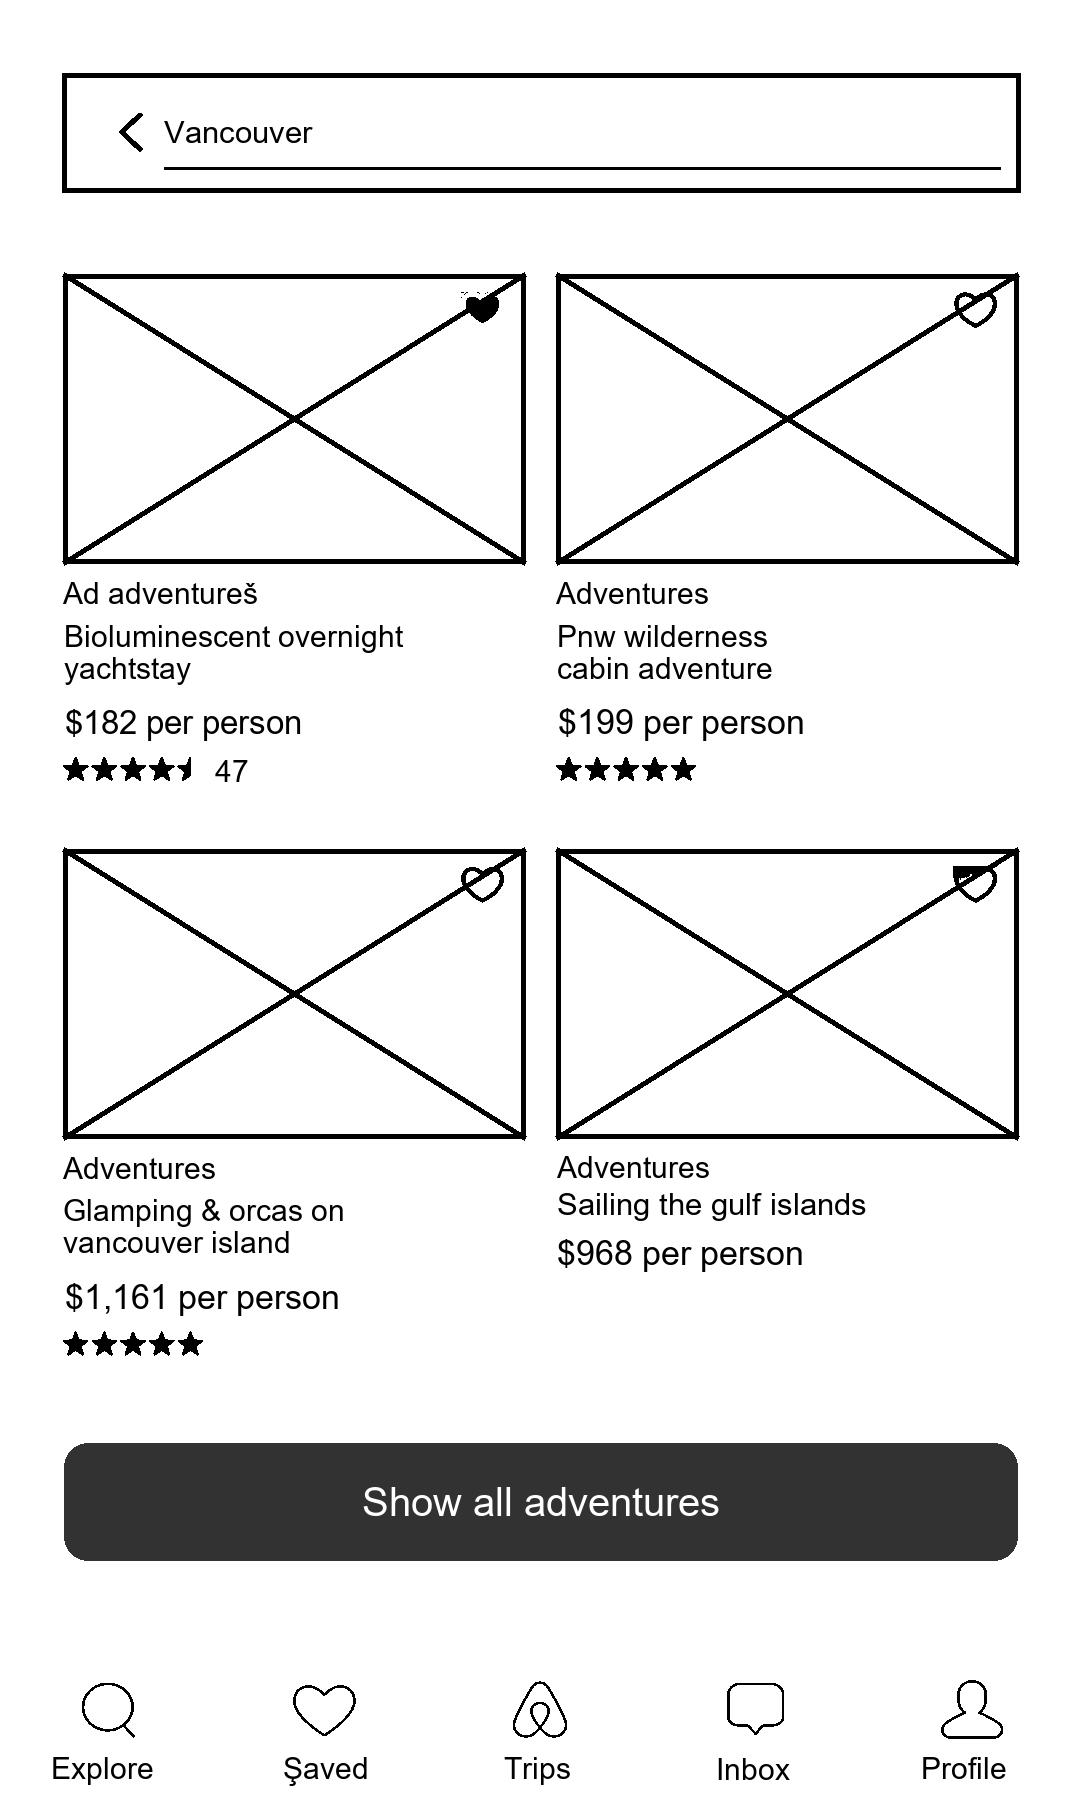 Vancouver
Ad adventureš
Bioluminescent overnight
yachtstay
$182 per person
47
Adventures
Pnw wilderness
cabin adventure
$199 per person
Adventures
Glamping & orcas on
vancouver island
$1,161 per person
Adventures
Sailing the gulf islands
$968 per person
Show all adventures
Explore
Şaved
Trips
Inbox
Profile